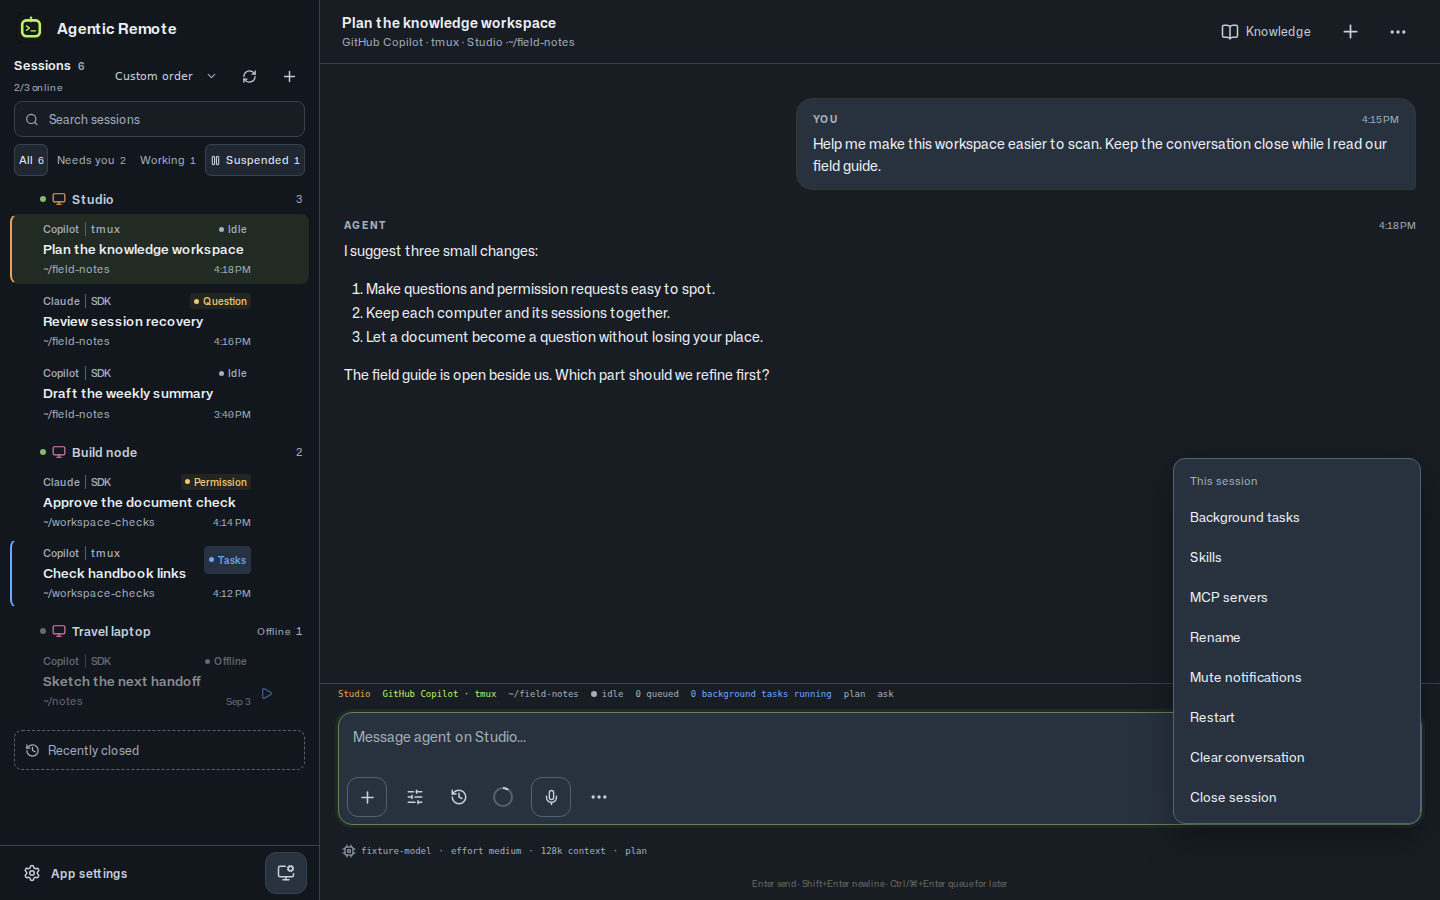 Agentic Remote
Sessions 6
2/3 online
Custom order
Search sessions
All 6
Needs you 2
Working 1
Suspended 1
Studio 3
Copilot | tmux Idle
Plan the knowledge workspace
~/field-notes 4:18 PM
Claude | SDK Question
Review session recovery
~/field-notes 4:16 PM
Copilot | SDK Idle
Draft the weekly summary
~/field-notes 3:40 PM
Build node 2
Claude | SDK Permission
Approve the document check
~/workspace-checks 4:14 PM
Copilot | tmux Tasks
Check handbook links
~/workspace-checks 4:12 PM
Travel laptop Offline 1
Copilot | SDK Offline
Sketch the next handoff
~/notes Sep 3
Recently closed
App settings
Plan the knowledge workspace
GitHub Copilot · tmux · Studio · ~/field-notes
Knowledge
YOU 4:15 PM
Help me make this workspace easier to scan. Keep the conversation close while I read our
field guide.
AGENT 4:18 PM
I suggest three small changes:
1. Make questions and permission requests easy to spot.
2. Keep each computer and its sessions together.
3. Let a document become a question without losing your place.
The field guide is open beside us. Which part should we refine first?
This session
Background tasks
Skills
MCP servers
Rename
Mute notifications
Restart
Clear conversation
Close session
Studio GitHub Copilot · tmux ~/field-notes idle 0 queued 0 background tasks running plan ask
Message agent on Studio...
fixture-model · effort medium · 128k context · plan
Enter send · Shift+Enter newline · Ctrl/⌘+Enter queue for later